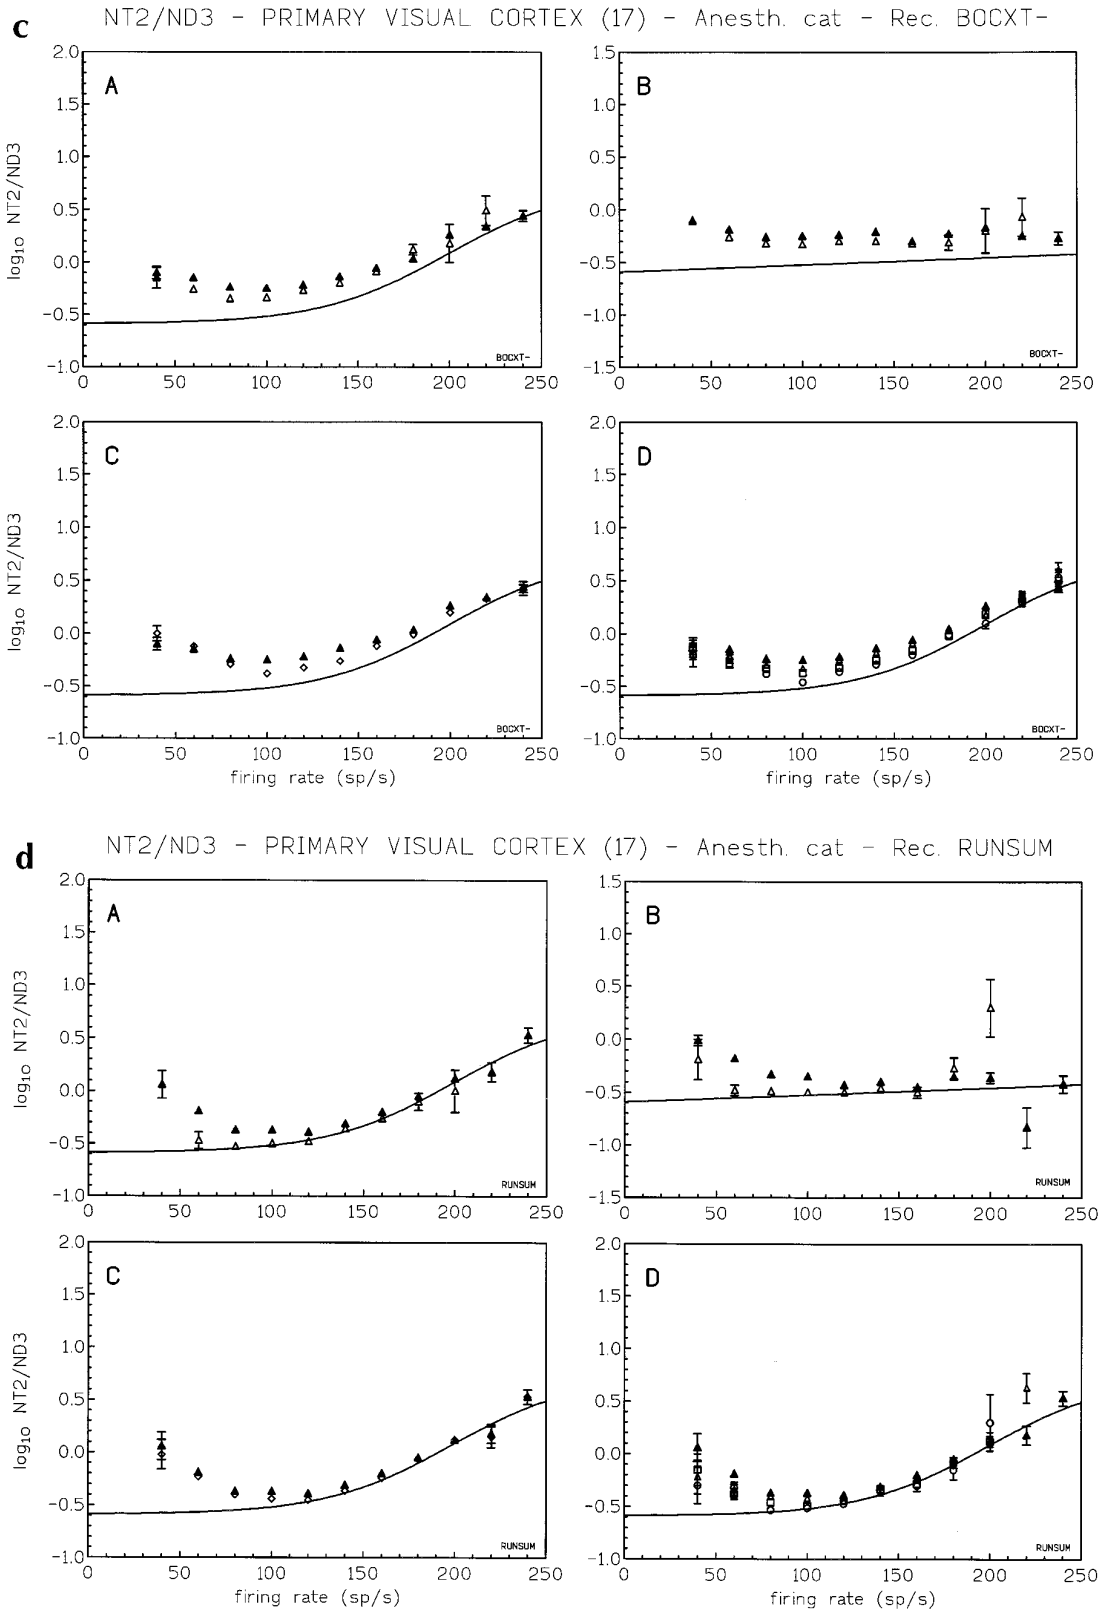 c
NT2/ND3 - PRIMARY VISUAL CORTEX (17) - Anesth. cat - Rec. BOCXT-
A
2.0
1.5
1.0
0.5
0.0
-0.5
-1.0
log10 NT2/ND3
0 50 100 150 200 250
BOCXT-
B
1.5
1.0
0.5
0.0
-0.5
-1.0
-1.5
0 50 100 150 200 250
BOCXT-
C
2.0
1.5
1.0
0.5
0.0
-0.5
-1.0
log10 NT2/ND3
0 50 100 150 200 250
firing rate (sp/s)
BOCXT-
D
2.0
1.5
1.0
0.5
0.0
-0.5
-1.0
0 50 100 150 200 250
firing rate (sp/s)
BOCXT-
d
NT2/ND3 - PRIMARY VISUAL CORTEX (17) - Anesth. cat - Rec. RUNSUM
A
2.0
1.5
1.0
0.5
0.0
-0.5
-1.0
log10 NT2/ND3
0 50 100 150 200 250
RUNSUM
B
1.5
1.0
0.5
0.0
-0.5
-1.0
-1.5
0 50 100 150 200 250
RUNSUM
C
2.0
1.5
1.0
0.5
0.0
-0.5
-1.0
log10 NT2/ND3
0 50 100 150 200 250
firing rate (sp/s)
RUNSUM
D
2.0
1.5
1.0
0.5
0.0
-0.5
-1.0
0 50 100 150 200 250
firing rate (sp/s)
RUNSUM